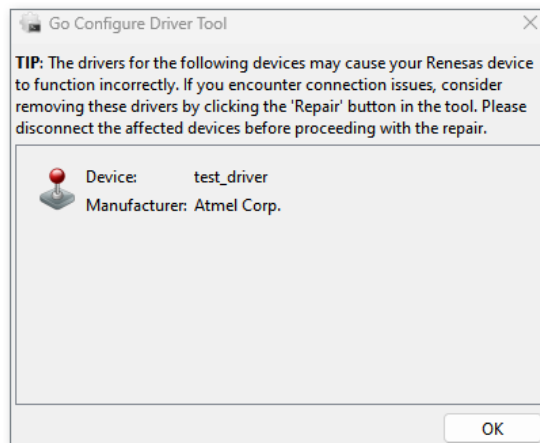 Go Configure Driver Tool
TIP: The drivers for the following devices may cause your Renesas device
to function incorrectly. If you encounter connection issues, consider
removing these drivers by clicking the 'Repair' button in the tool. Please
disconnect the affected devices before proceeding with the repair.
Device: test_driver
Manufacturer: Atmel Corp.
OK